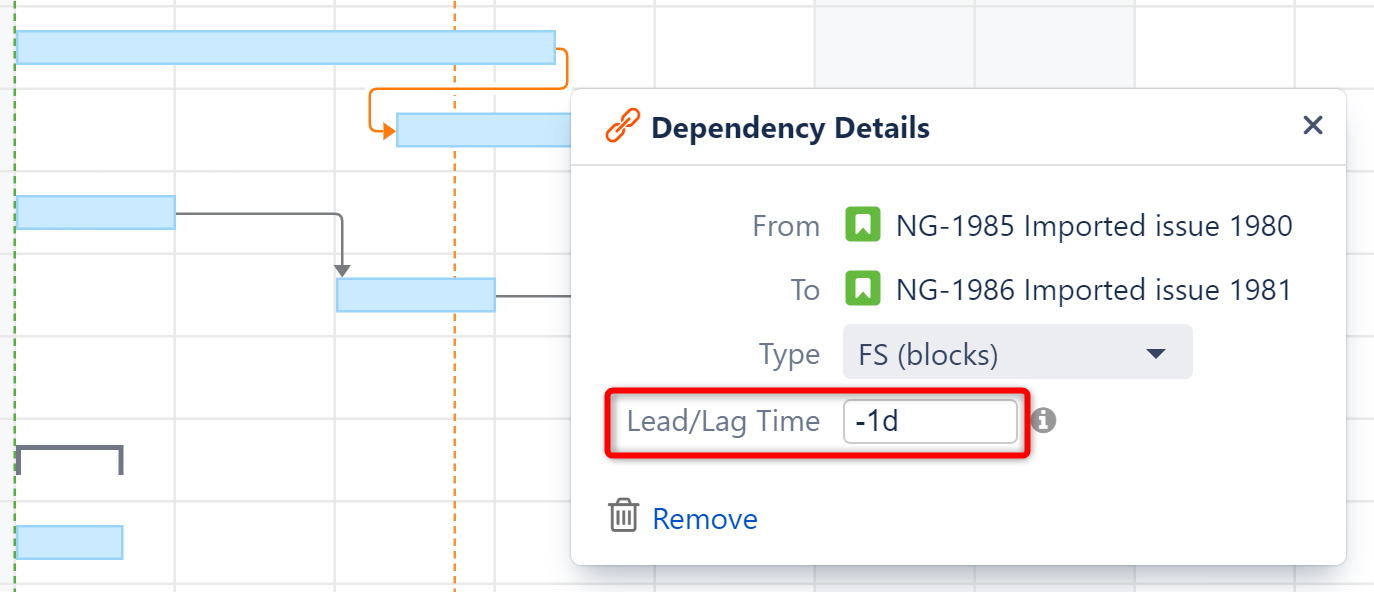 Dependency Details
From NG-1985 Imported issue 1980
To NG-1986 Imported issue 1981
Type FS (blocks)
Lead/Lag Time -1d
Remove